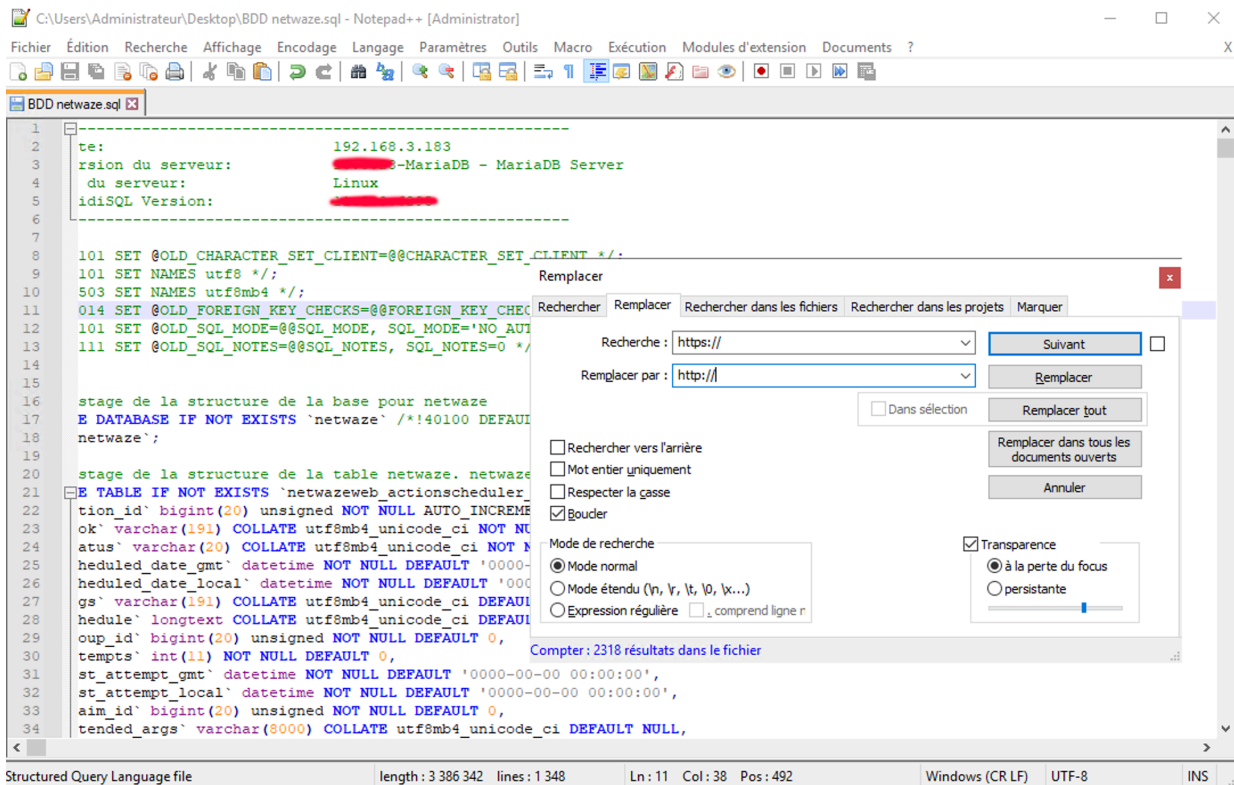 C:\Users\Administrateur\Desktop\BDD netwaze.sql - Notepad++ [Administrator]
Fichier Édition Recherche Affichage Encodage Langage Paramètres Outils Macro Exécution Modules d'extension Documents ? X
BDD netwaze.sql
1 --------------------------------------------------------
2 te: 192.168.3.183
3 rsion du serveur: -MariaDB - MariaDB Server
4 du serveur: Linux
5 idiSQL Version:
6 --------------------------------------------------------
7
8 101 SET @OLD_CHARACTER_SET_CLIENT=@@CHARACTER_SET_CLIENT */;
9 101 SET NAMES utf8 */;
10 503 SET NAMES utf8mb4 */;
11 014 SET @OLD_FOREIGN_KEY_CHECKS=@@FOREIGN_KEY_CHEC
12 101 SET @OLD_SQL_MODE=@@SQL_MODE, SQL_MODE='NO_AUT
13 111 SET @OLD_SQL_NOTES=@@SQL_NOTES, SQL_NOTES=0 */
14
15
16 stage de la structure de la base pour netwaze
17 E DATABASE IF NOT EXISTS `netwaze` /*!40100 DEFAUL
18 netwaze`;
19
20 stage de la structure de la table netwaze. netwaze
21 E TABLE IF NOT EXISTS `netwazeweb_actionscheduler_
22 tion_id` bigint(20) unsigned NOT NULL AUTO_INCREME
23 ok` varchar(191) COLLATE utf8mb4_unicode_ci NOT NU
24 atus` varchar(20) COLLATE utf8mb4_unicode_ci NOT N
25 heduled_date_gmt` datetime NOT NULL DEFAULT '0000-
26 heduled_date_local` datetime NOT NULL DEFAULT '000
27 gs` varchar(191) COLLATE utf8mb4_unicode_ci DEFAUL
28 hedule` longtext COLLATE utf8mb4_unicode_ci DEFAUL
29 oup_id` bigint(20) unsigned NOT NULL DEFAULT 0,
30 tempts` int(11) NOT NULL DEFAULT 0,
31 st_attempt_gmt` datetime NOT NULL DEFAULT '0000-00-00 00:00:00',
32 st_attempt_local` datetime NOT NULL DEFAULT '0000-00-00 00:00:00',
33 aim_id` bigint(20) unsigned NOT NULL DEFAULT 0,
34 tended_args` varchar(8000) COLLATE utf8mb4_unicode_ci DEFAULT NULL,
Remplacer x
Rechercher Remplacer Rechercher dans les fichiers Rechercher dans les projets Marquer
Recherche : https:// Suivant
Remplacer par : http:// Remplacer
Dans sélection Remplacer tout
Remplacer dans tous les
documents ouverts
Annuler
Rechercher vers l'arrière
Mot entier uniquement
Respecter la casse
Boucler
Mode de recherche
Mode normal
Mode étendu (\n, \r, \t, \0, \x...)
Expression régulière . comprend ligne n
Transparence
à la perte du focus
persistante
Compter : 2318 résultats dans le fichier
Structured Query Language file length : 3 386 342 lines : 1 348 Ln : 11 Col : 38 Pos : 492 Windows (CR LF) UTF-8 INS